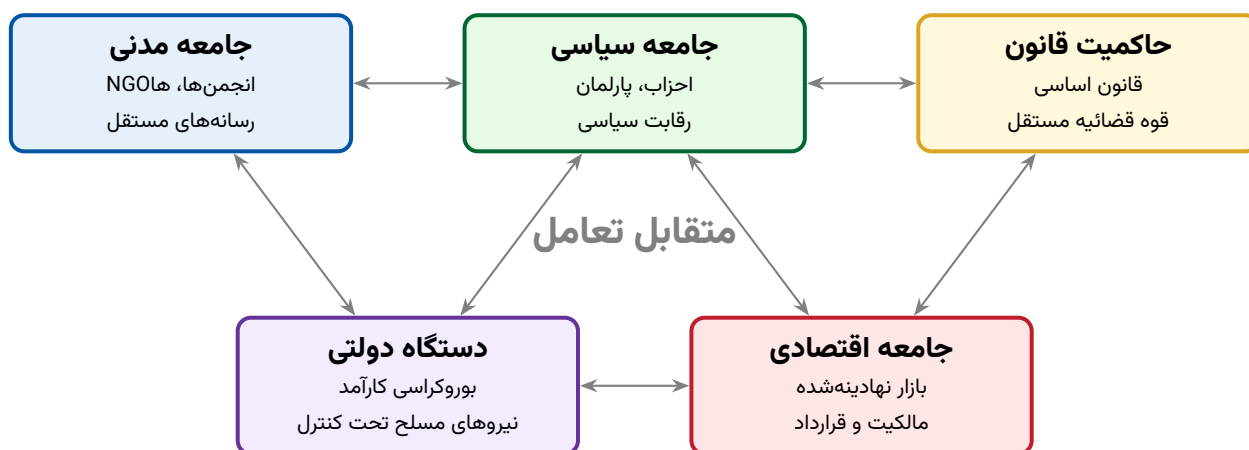 حاکمیت قانون
قانون اساسی
قوه قضائیه مستقل
جامعه سیاسی
احزاب، پارلمان
رقابت سیاسی
جامعه مدنی
انجمن‌ها، هاNGO
رسانه‌های مستقل
متقابل تعامل
جامعه اقتصادی
بازار نهادینه‌شده
مالکیت و قرارداد
دستگاه دولتی
بوروکراسی کارآمد
نیروهای مسلح تحت کنترل